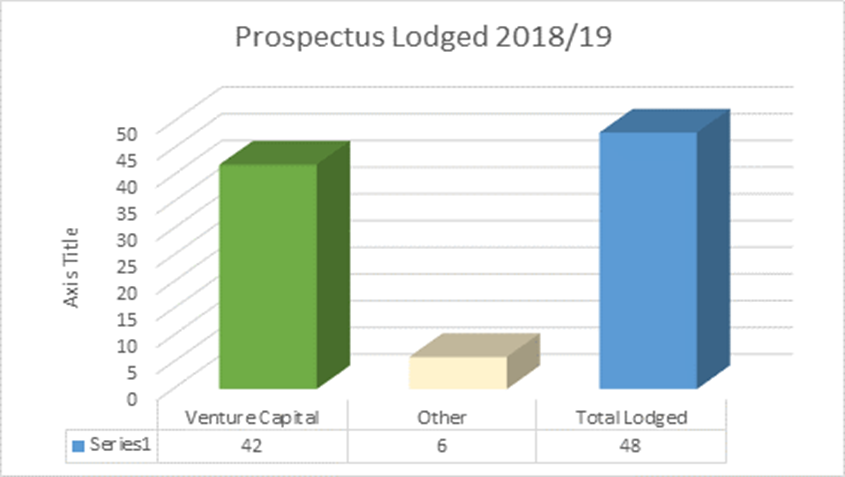 Prospectus Lodged 2018/19
50
45
40
35
30
25
20
15
10
5
0
Axis Title
Venture Capital Other Total Lodged
Series1 42 6 48